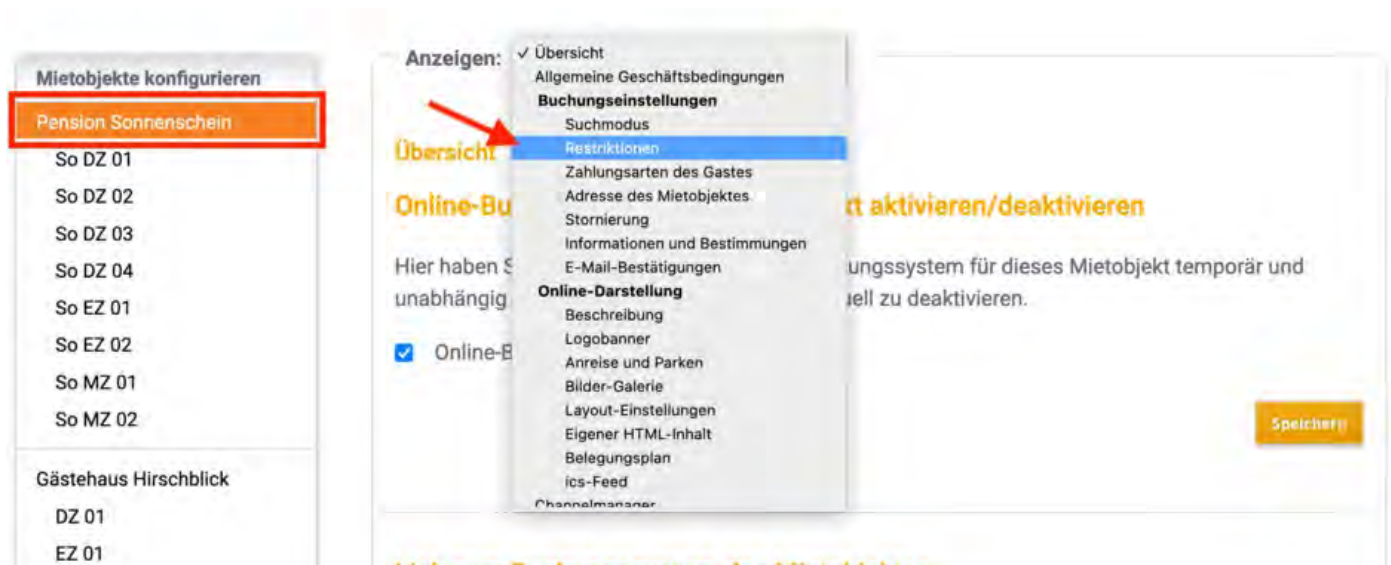 Mietobjekte konfigurieren
Pension Sonnenschein
So DZ 01
So DZ 02
So DZ 03
So DZ 04
So EZ 01
So EZ 02
So MZ 01
So MZ 02
Gästehaus Hirschblick
DZ 01
EZ 01
Anzeigen:
✓ Übersicht
Allgemeine Geschäftsbedingungen
Buchungseinstellungen
Suchmodus
Restriktionen
Zahlungsarten des Gastes
Adresse des Mietobjektes
Stornierung
Informationen und Bestimmungen
E-Mail-Bestätigungen
Online-Darstellung
Beschreibung
Logobanner
Anreise und Parken
Bilder-Galerie
Layout-Einstellungen
Eigener HTML-Inhalt
Belegungsplan
ics-Feed
Channelmanager
Übersicht
Online-Bu kt aktivieren/deaktivieren
Hier haben S ungssystem für dieses Mietobjekt temporär und
unabhängig uell zu deaktivieren.
Online-B
Speichern